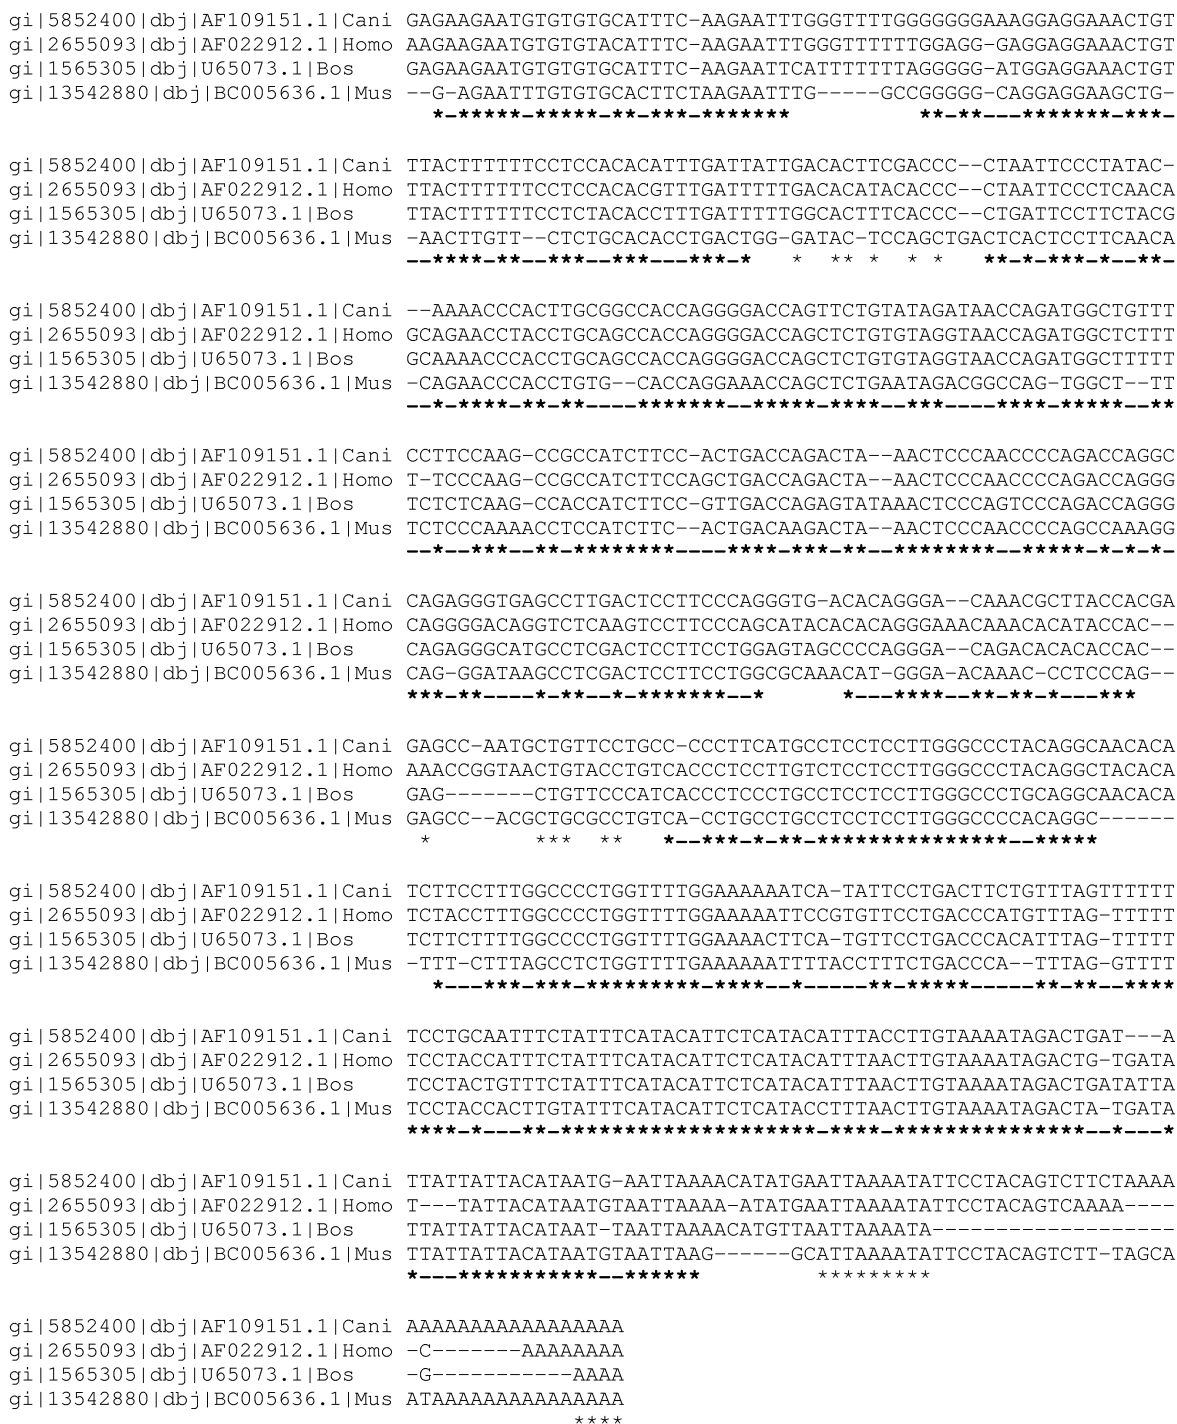 gi|5852400|dbj|AF109151.1|Cani GAGAAGAATGTGTGTGCATTTC-AAGAATTTGGGTTTTGGGGGGGAAAGGAGGAAACTGT
gi|2655093|dbj|AF022912.1|Homo AAGAAGAATGTGTGTACATTTC-AAGAATTTGGGTTTTTTGGAGG-GAGGAGGAAACTGT
gi|1565305|dbj|U65073.1|Bos    GAGAAGAATGTGTGTGCATTTC-AAGAATTCATTTTTTTAGGGGG-ATGGAGGAAACTGT
gi|13542880|dbj|BC005636.1|Mus --G-AGAATTTGTGTGCACTTCTAAGAATTTG-----GCCGGGGG-CAGGAGGAAGCTG-
                                 *-*****-*****-**-***-*******          **-**---*******-***-
gi|5852400|dbj|AF109151.1|Cani TTACTTTTTTCCTCCACACATTTGATTATTGACACTTCGACCC--CTAATTCCCTATAC-
gi|2655093|dbj|AF022912.1|Homo TTACTTTTTTCCTCCACACGTTTGATTTTTGACACATACACCC--CTAATTCCCTCAACA
gi|1565305|dbj|U65073.1|Bos    TTACTTTTTTCCTCTACACCTTTGATTTTTGGCACTTTCACCC--CTGATTCCTTCTACG
gi|13542880|dbj|BC005636.1|Mus -AACTTGTT--CTCTGCACACCTGACTGG-GATAC-TCCAGCTGACTCACTCCTTCAACA
                               --****-**--***--***---***-*   *  ** *  * *   **-*-***-*--**-
gi|5852400|dbj|AF109151.1|Cani --AAAACCCACTTGCGGCCACCAGGGGACCAGTTCTGTATAGATAACCAGATGGCTGTTT
gi|2655093|dbj|AF022912.1|Homo GCAGAACCTACCTGCAGCCACCAGGGGACCAGCTCTGTGTAGGTAACCAGATGGCTCTTT
gi|1565305|dbj|U65073.1|Bos    GCAAAACCCACCTGCAGCCACCAGGGGACCAGCTCTGTGTAGGTAACCAGATGGCTTTTT
gi|13542880|dbj|BC005636.1|Mus -CAGAACCCACCTGTG--CACCAGGAAACCAGCTCTGAATAGACGGCCAG-TGGCT--TT
                               --*-****-**-**----*******--*****-****--***----****-*****--**
gi|5852400|dbj|AF109151.1|Cani CCTTCCAAG-CCGCCATCTTCC-ACTGACCAGACTA--AACTCCCAACCCCAGACCAGGC
gi|2655093|dbj|AF022912.1|Homo T-TCCCAAG-CCGCCATCTTCCAGCTGACCAGACTA--AACTCCCAACCCCAGACCAGGG
gi|1565305|dbj|U65073.1|Bos    TCTCTCAAG-CCACCATCTTCC-GTTGACCAGAGTATAAACTCCCAGTCCCAGACCAGGG
gi|13542880|dbj|BC005636.1|Mus TCTCCCAAAACCTCCATCTTC--ACTGACAAGACTA--AACTCCCAACCCCAGCCAAAGG
                               --*--***--**-********----****-***-**--********--*****-*-*-*-
gi|5852400|dbj|AF109151.1|Cani CAGAGGGTGAGCCTTGACTCCTTCCCAGGGTG-ACACAGGGA--CAAACGCTTACCACGA
gi|2655093|dbj|AF022912.1|Homo CAGGGGACAGGTCTCAAGTCCTTCCCAGCATACACACAGGGAAACAAACACATACCAC--
gi|1565305|dbj|U65073.1|Bos    CAGAGGGCATGCCTCGACTCCTTCCTGGAGTAGCCCCAGGGA--CAGACACACACCAC--
gi|13542880|dbj|BC005636.1|Mus CAG-GGATAAGCCTCGACTCCTTCCTGGCGCAAACAT-GGGA-ACAAAC-CCTCCCAG--
                               ***-**----*-**--*-*******--*      *---****--**-**-*---***
gi|5852400|dbj|AF109151.1|Cani GAGCC-AATGCTGTTCCTGCC-CCCTTCATGCCTCCTCCTTGGGCCCTACAGGCAACACA
gi|2655093|dbj|AF022912.1|Homo AAACCGGTAACTGTACCTGTCACCCTCCTTGTCTCCTCCTTGGGCCCTACAGGCTACACA
gi|1565305|dbj|U65073.1|Bos    GAG-------CTGTTCCCATCACCCTCCCTGCCTCCTCCTTGGGCCCTGCAGGCAACACA
gi|13542880|dbj|BC005636.1|Mus GAGCC--ACGCTGCGCCTGTCA-CCTGCCTGCCTCCTCCTTGGGCCCCACAGGC------
                                *        ***  **   *--***-*-**-***************--*****
gi|5852400|dbj|AF109151.1|Cani TCTTCCTTTGGCCCCTGGTTTTGGAAAAAATCA-TATTCCTGACTTCTGTTTAGTTTTTT
gi|2655093|dbj|AF022912.1|Homo TCTACCTTTGGCCCCTGGTTTTGGAAAAATTCCGTGTTCCTGACCCATGTTTAG-TTTTT
gi|1565305|dbj|U65073.1|Bos    TCTTCTTTTGGCCCCTGGTTTTGGAAAACTTCA-TGTTCCTGACCCACATTTAG-TTTTT
gi|13542880|dbj|BC005636.1|Mus -TTT-CTTTAGCCTCTGGTTTTGAAAAAATTTTACCTTTCTGACCCA--TTTAG-GTTTT
                                 *---***-***-*********-****--*-----**-*****-----**-**--****
gi|5852400|dbj|AF109151.1|Cani TCCTGCAATTTCTATTTCATACATTCTCATACATTTACCTTGTAAAATAGACTGAT---A
gi|2655093|dbj|AF022912.1|Homo TCCTACCATTTCTATTTCATACATTCTCATACATTTAACTTGTAAAATAGACTG-TGATA
gi|1565305|dbj|U65073.1|Bos    TCCTACTGTTTCTATTTCATACATTCTCATACATTTAACTTGTAAAATAGACTGATATTA
gi|13542880|dbj|BC005636.1|Mus TCCTACCACTTGTATTTCATACATTCTCATACCTTTAACTTGTAAAATAGACTA-TGATA
                               ****-*---**-********************-****-***************--*---*
gi|5852400|dbj|AF109151.1|Cani TTATTATTACATAATG-AATTAAAACATATGAATTAAAATATTCCTACAGTCTTCTAAAA
gi|2655093|dbj|AF022912.1|Homo T---TATTACATAATGTAATTAAAA-ATATGAATTAAAATATTCCTACAGTCAAAA----
gi|1565305|dbj|U65073.1|Bos    TTATTATTACATAAT-TAATTAAAACATGTTAATTAAAATA-------------------
gi|13542880|dbj|BC005636.1|Mus TTATTATTACATAATGTAATTAAG------GCATTAAAATATTCCTACAGTCTT-TAGCA
                               *---***********--******         *********
gi|5852400|dbj|AF109151.1|Cani AAAAAAAAAAAAAAAAA
gi|2655093|dbj|AF022912.1|Homo -C-------AAAAAAAA
gi|1565305|dbj|U65073.1|Bos    -G-----------AAAA
gi|13542880|dbj|BC005636.1|Mus ATAAAAAAAAAAAAAAA
                                            ****